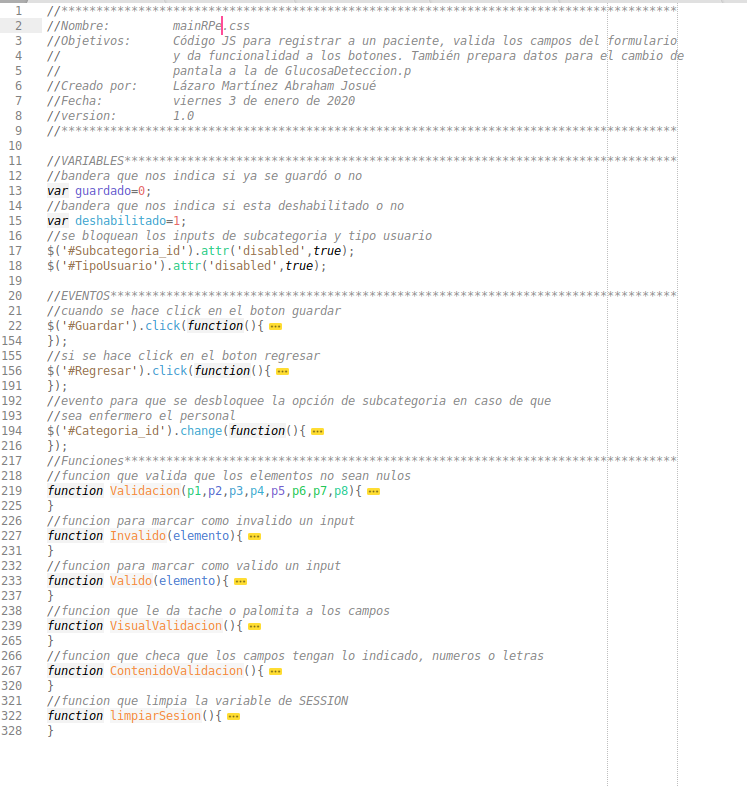 1 //****************************************************************************************
2 //Nombre: mainRPe.css
3 //Objetivos: Código JS para registrar a un paciente, valida los campos del formulario
4 // y da funcionalidad a los botones. También prepara datos para el cambio de
5 // pantala a la de GlucosaDeteccion.p
6 //Creado por: Lázaro Martínez Abraham Josué
7 //Fecha: viernes 3 de enero de 2020
8 //version: 1.0
9 //****************************************************************************************
10
11 //VARIABLES*******************************************************************************
12 //bandera que nos indica si ya se guardó o no
13 var guardado=0;
14 //bandera que nos indica si esta deshabilitado o no
15 var deshabilitado=1;
16 //se bloquean los inputs de subcategoria y tipo usuario
17 $('#Subcategoria_id').attr('disabled',true);
18 $('#TipoUsuario').attr('disabled',true);
19
20 //EVENTOS*********************************************************************************
21 //cuando se hace click en el boton guardar
22 $('#Guardar').click(function(){
154 });
155 //si se hace click en el boton regresar
156 $('#Regresar').click(function(){
191 });
192 //evento para que se desbloquee la opción de subcategoria en caso de que
193 //sea enfermero el personal
194 $('#Categoria_id').change(function(){
216 });
217 //Funciones*******************************************************************************
218 //funcion que valida que los elementos no sean nulos
219 function Validacion(p1,p2,p3,p4,p5,p6,p7,p8){
225 }
226 //funcion para marcar como invalido un input
227 function Invalido(elemento){
231 }
232 //funcion para marcar como valido un input
233 function Valido(elemento){
237 }
238 //funcion que le da tache o palomita a los campos
239 function VisualValidacion(){
265 }
266 //funcion que checa que los campos tengan lo indicado, numeros o letras
267 function ContenidoValidacion(){
320 }
321 //funcion que limpia la variable de SESSION
322 function limpiarSesion(){
328 }